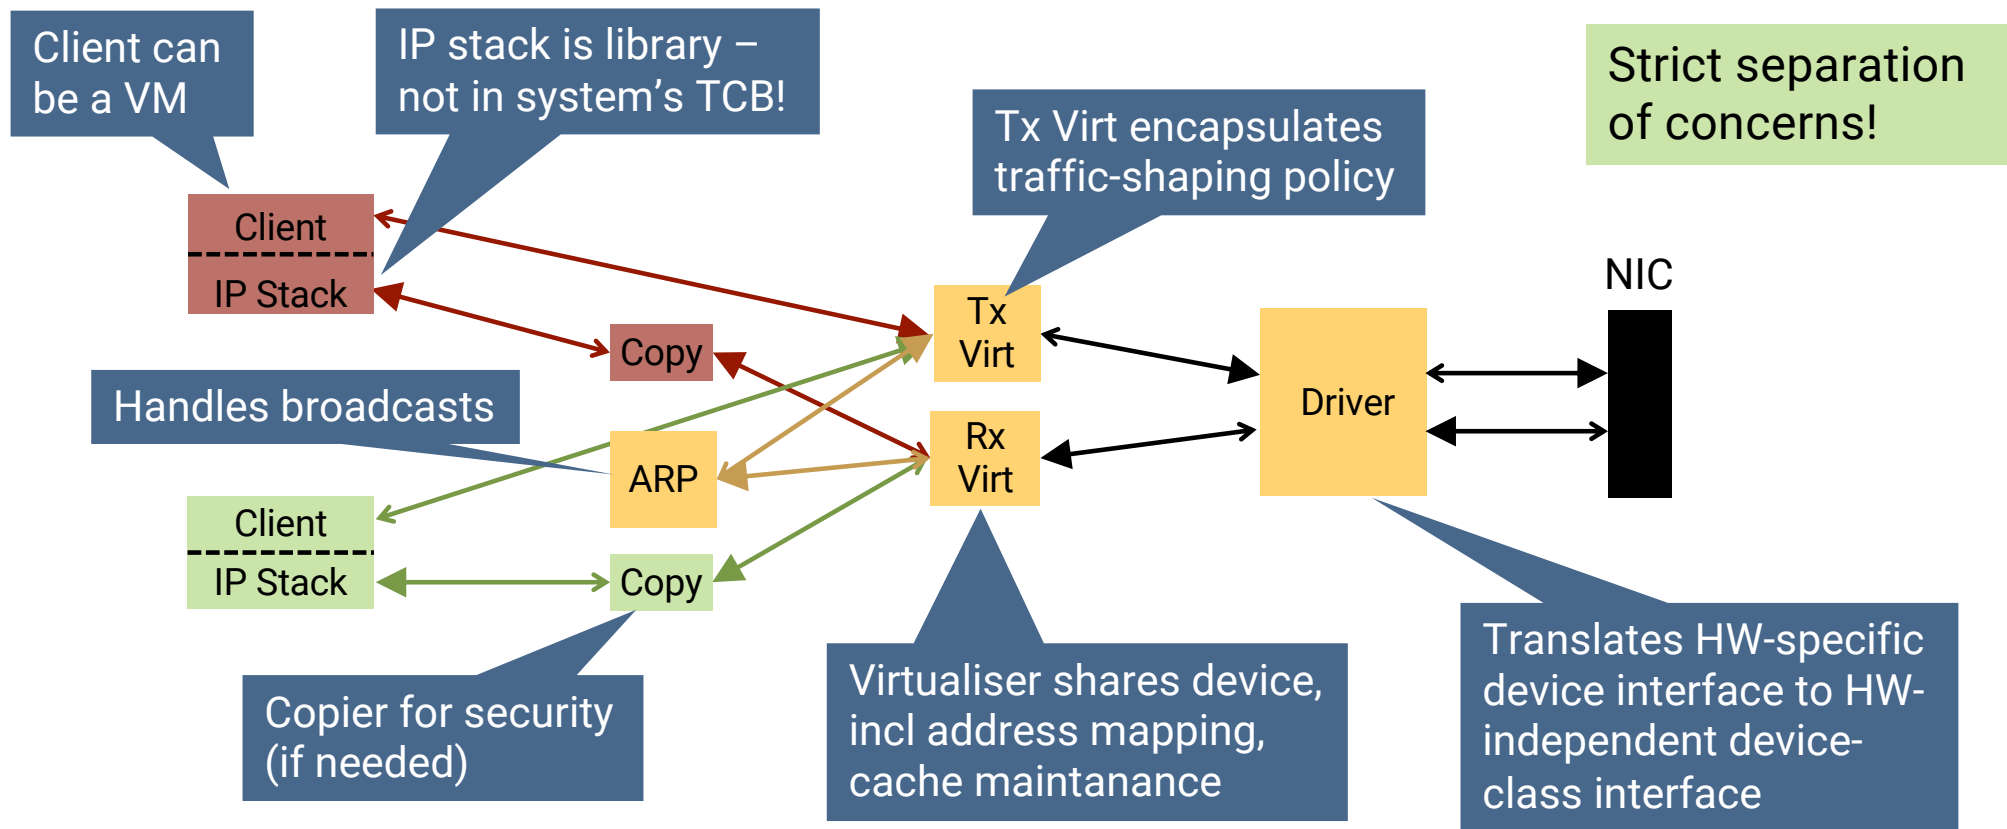 Client can
be a VM
IP stack is library –
not in system's TCB!
Strict separation
of concerns!
Tx Virt encapsulates
traffic-shaping policy
Client
IP Stack
NIC
Tx
Virt
Copy
Driver
Handles broadcasts
Rx
Virt
ARP
Client
IP Stack
Copy
Copier for security
(if needed)
Virtualiser shares device,
incl address mapping,
cache maintanance
Translates HW-specific
device interface to HW-
independent device-
class interface